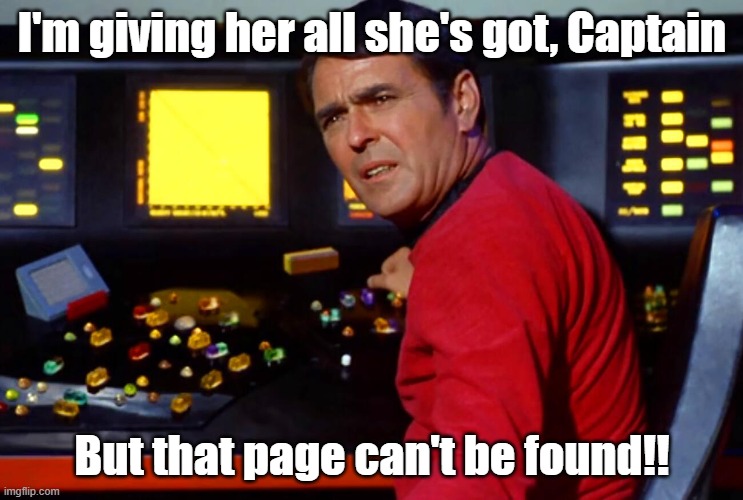 I'm giving her all she's got, Captain
But that page can't be found!!
imgflip.com